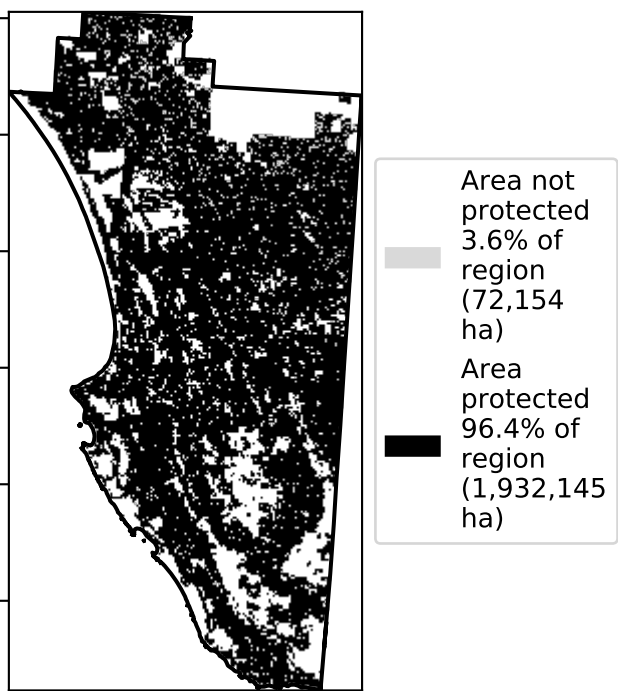 Area not
protected
3.6% of
region
(72,154
ha)
Area
protected
96.4% of
region
(1,932,145
ha)